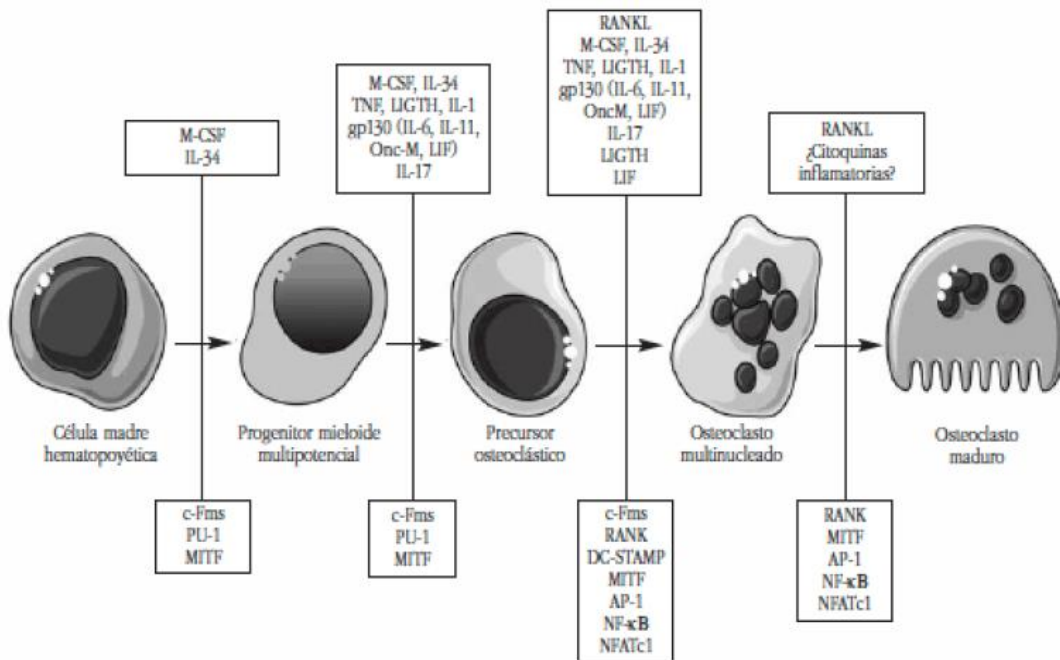 M-CSF
IL-34
M-CSF, IL-34
TNF, LIGTH, IL-1
gp130 (IL-6, IL-11,
Onc-M, LIF)
IL-17
RANKL
M-CSF, IL-34
TNF, LIGTH, IL-1
gp130 (IL-6, IL-11,
OncM, LIF)
IL-17
LIGTH
LIF
RANKL
¿Citoquinas
inflamatorias?
Célula madre
hematopoyética
Progenitor mieloide
multipotencial
Precursor
osteoclástico
Osteoclasto
multinucleado
Osteoclasto
maduro
c-Fms
PU-1
MITF
c-Fms
PU-1
MITF
c-Fms
RANK
DC-STAMP
MITF
AP-1
NF-κB
NFATc1
RANK
MITF
AP-1
NF-κB
NFATc1